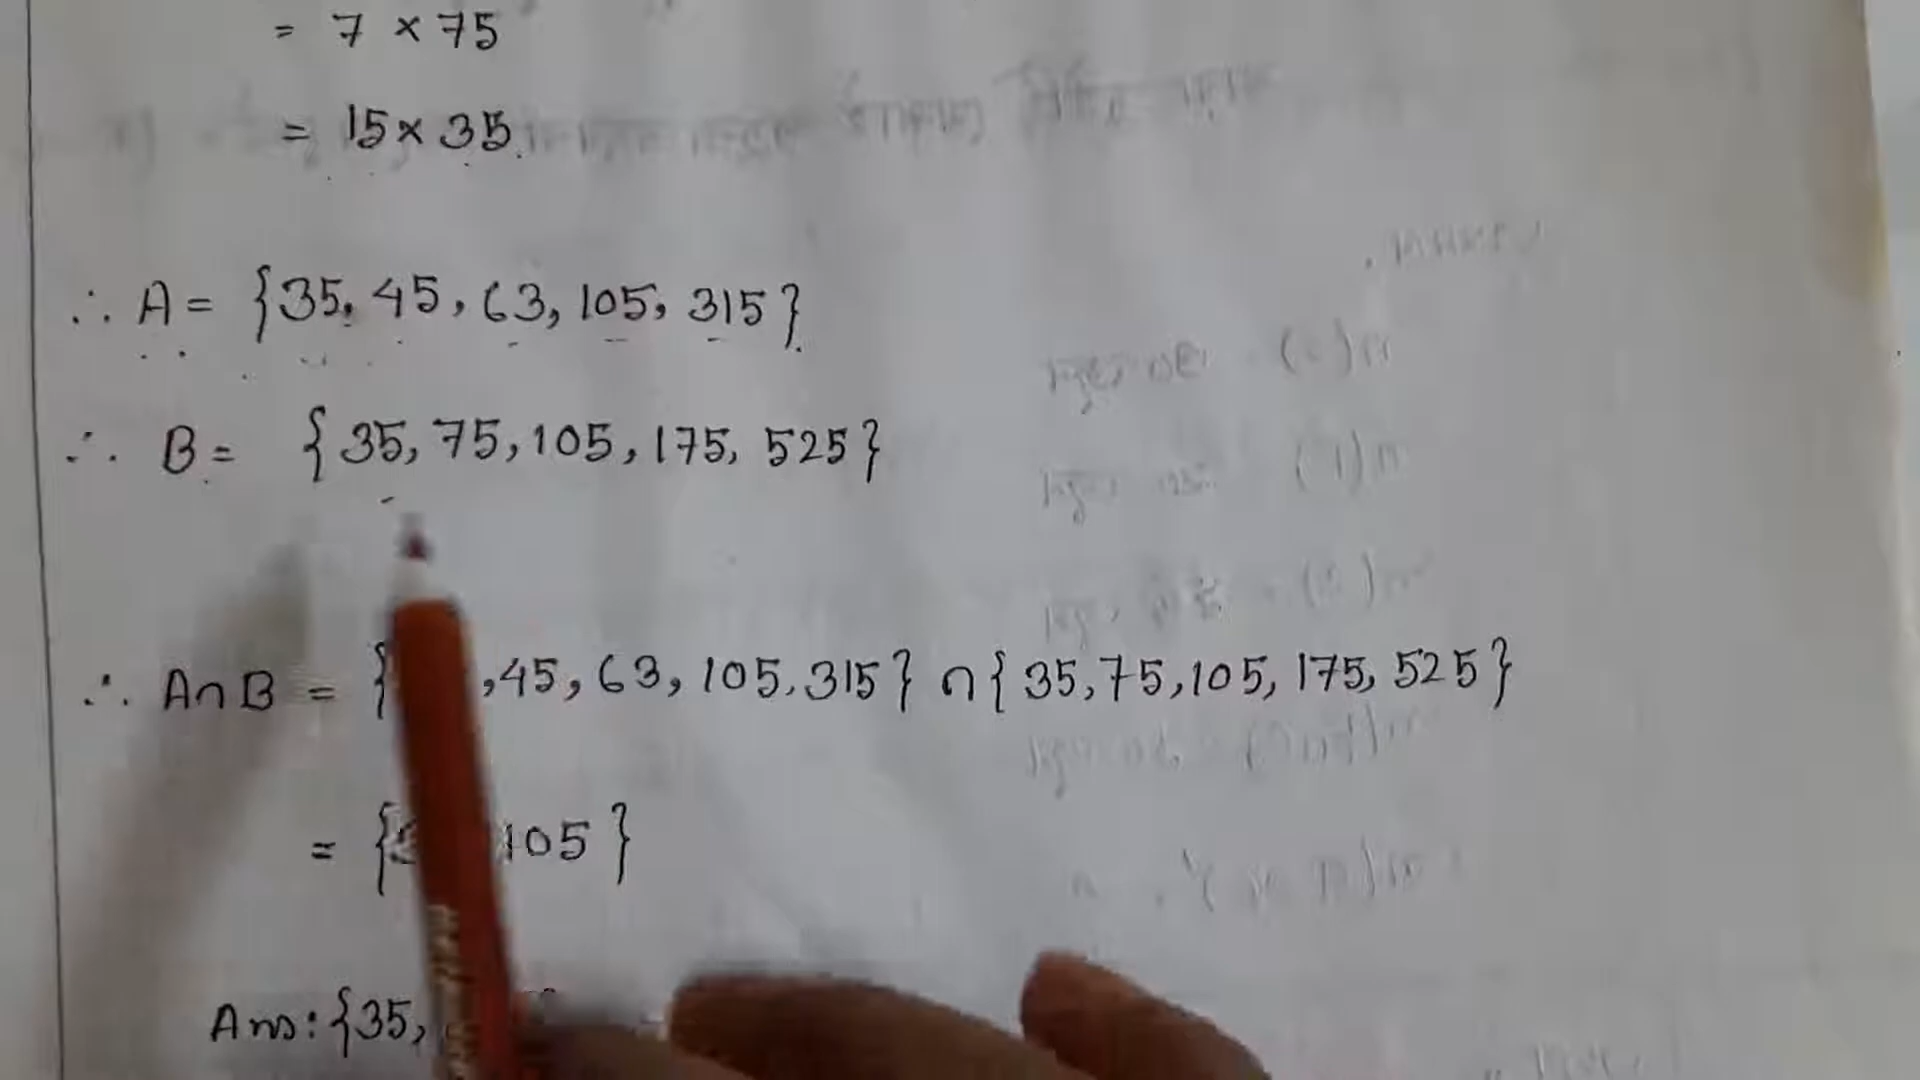 = 7 × 75
= 15 × 35
∴ A = {35, 45, 63, 105, 315}
∴ B = {35, 75, 105, 175, 525}
∴ A∩B = { ,45, 63, 105, 315} ∩ {35, 75, 105, 175, 525}
= { 105}
Ans: {35,